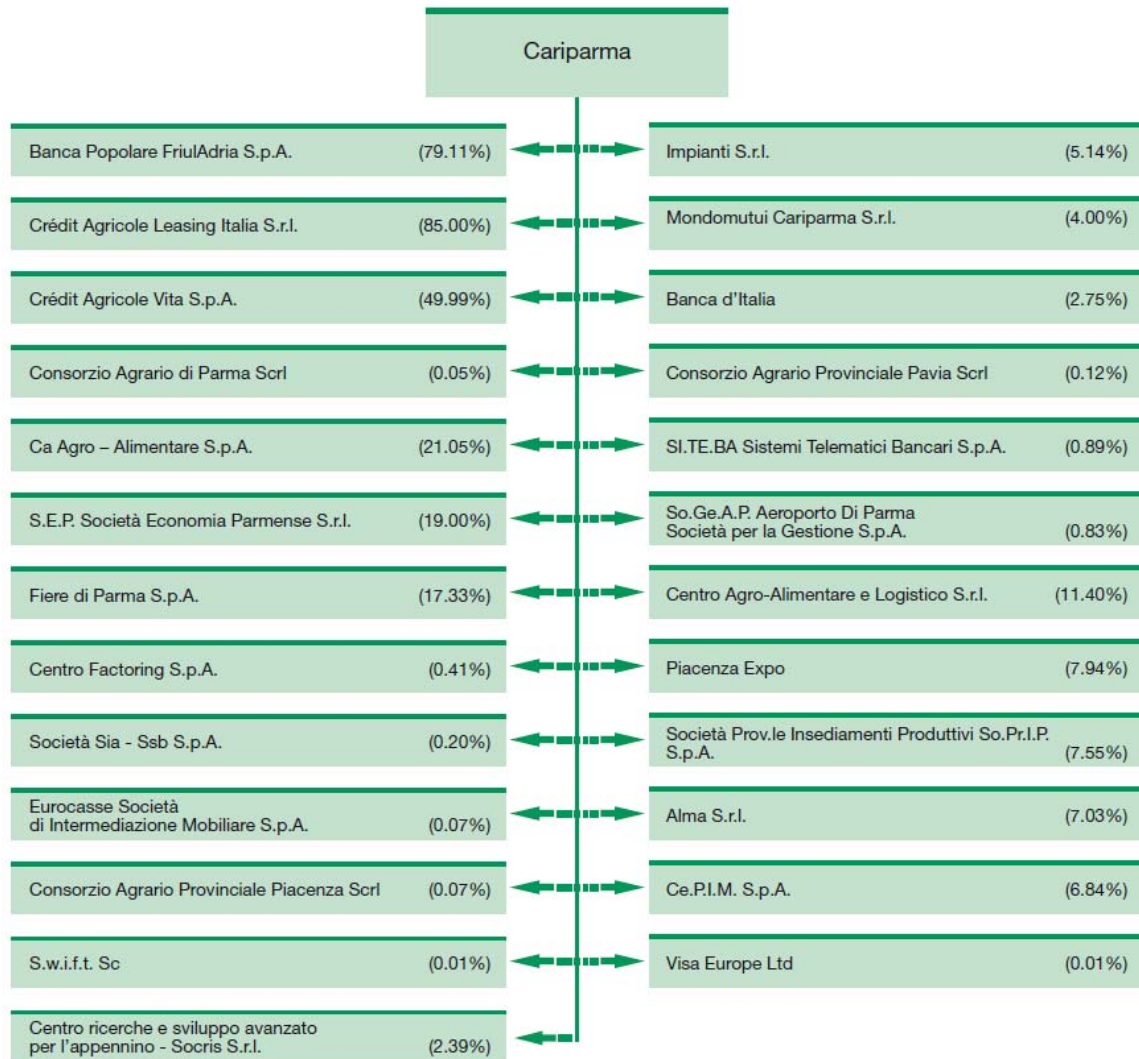 Cariparma
Banca Popolare FriulAdria S.p.A. (79.11%)
Impianti S.r.l. (5.14%)
Crédit Agricole Leasing Italia S.r.l. (85.00%)
Mondomutui Cariparma S.r.l. (4.00%)
Crédit Agricole Vita S.p.A. (49.99%)
Banca d'Italia (2.75%)
Consorzio Agrario di Parma Scrl (0.05%)
Consorzio Agrario Provinciale Pavia Scrl (0.12%)
Ca Agro – Alimentare S.p.A. (21.05%)
SI.TE.BA Sistemi Telematici Bancari S.p.A. (0.89%)
S.E.P. Società Economia Parmense S.r.l. (19.00%)
So.Ge.A.P. Aeroporto Di Parma
Società per la Gestione S.p.A. (0.83%)
Fiere di Parma S.p.A. (17.33%)
Centro Agro-Alimentare e Logistico S.r.l. (11.40%)
Centro Factoring S.p.A. (0.41%)
Piacenza Expo (7.94%)
Società Sia - Ssb S.p.A. (0.20%)
Società Prov.le Insediamenti Produttivi So.Pr.I.P.
S.p.A. (7.55%)
Eurocasse Società
di Intermediazione Mobiliare S.p.A. (0.07%)
Alma S.r.l. (7.03%)
Consorzio Agrario Provinciale Piacenza Scrl (0.07%)
Ce.P.I.M. S.p.A. (6.84%)
S.w.i.f.t. Sc (0.01%)
Visa Europe Ltd (0.01%)
Centro ricerche e sviluppo avanzato
per l'appennino - Socris S.r.l. (2.39%)